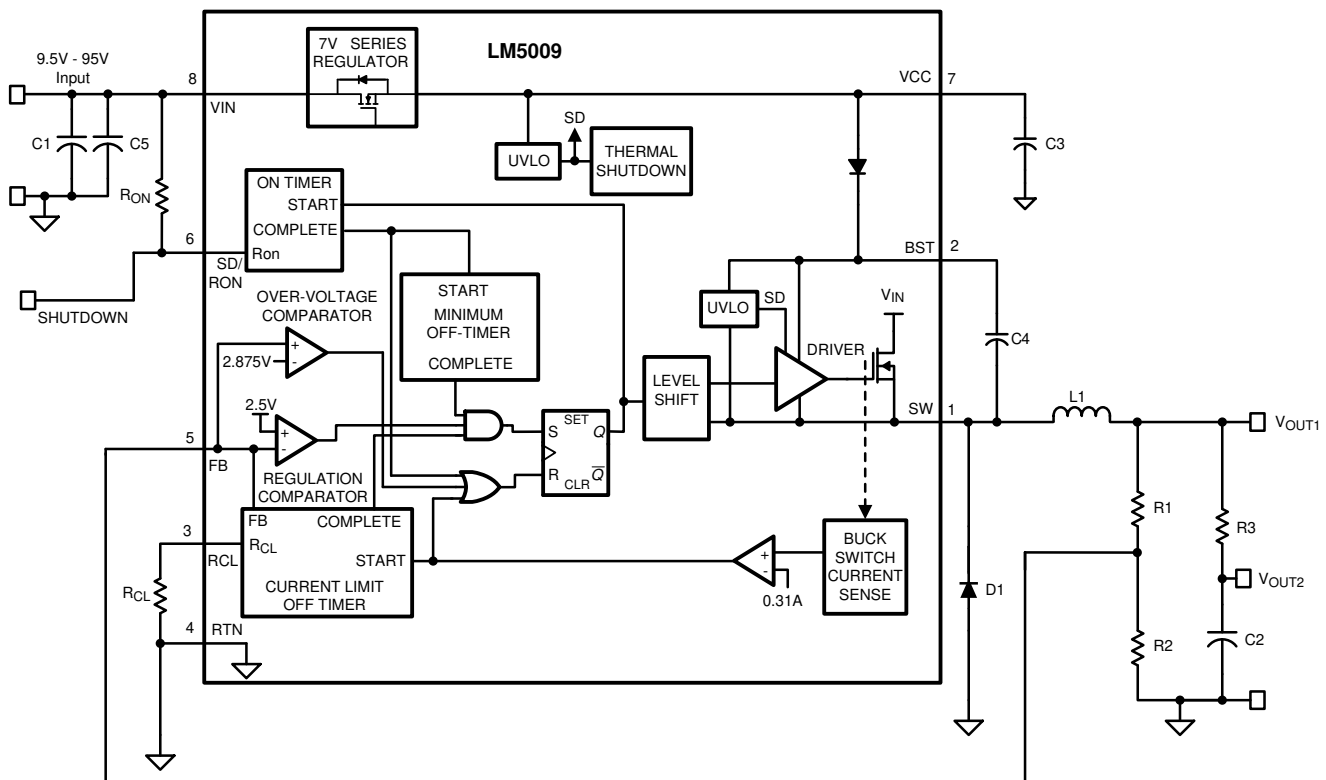 LM5009
7V SERIES
REGULATOR
9.5V - 95V
Input
8
VIN
VCC
7
C1
C5
RON
SD
UVLO
THERMAL
SHUTDOWN
C3
ON TIMER
START
COMPLETE
Ron
6
SD/
RON
SHUTDOWN
BST
2
START
MINIMUM
OFF-TIMER
COMPLETE
OVER-VOLTAGE
COMPARATOR
+
-
2.875V
UVLO
SD
VIN
DRIVER
C4
LEVEL
SHIFT
2.5V
+
-
5
FB
REGULATION
COMPARATOR
S
SET
Q
R
CLR
Q
SW
1
L1
VOUT1
FB
COMPLETE
3
RCL
RCL
START
CURRENT LIMIT
OFF TIMER
RCL
4
RTN
+
-
0.31A
BUCK
SWITCH
CURRENT
SENSE
D1
R1
R3
VOUT2
R2
C2